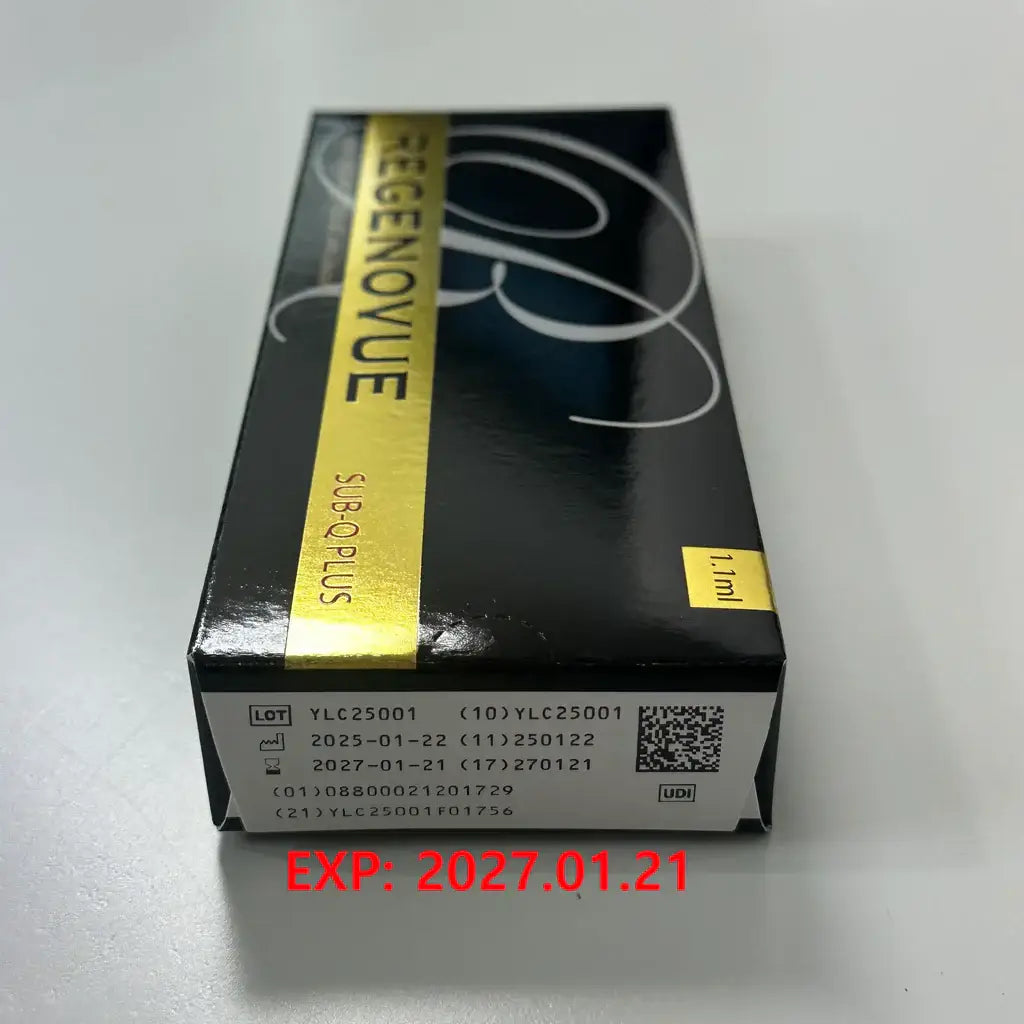 REGENOVUE
SUB-Q PLUS
1.1ml
LOT YLC25001 (10)YLC25001
2025-01-22 (11)250122
2027-01-21 (17)270121
(01)08800021201729
(21)YLC25001F01756
UDI
EXP: 2027.01.21